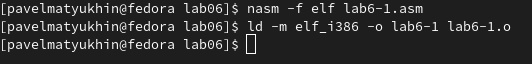 [pavelmatyukhin@fedora lab06]$ nasm -f elf lab6-1.asm
[pavelmatyukhin@fedora lab06]$ ld -m elf_i386 -o lab6-1 lab6-1.o
[pavelmatyukhin@fedora lab06]$